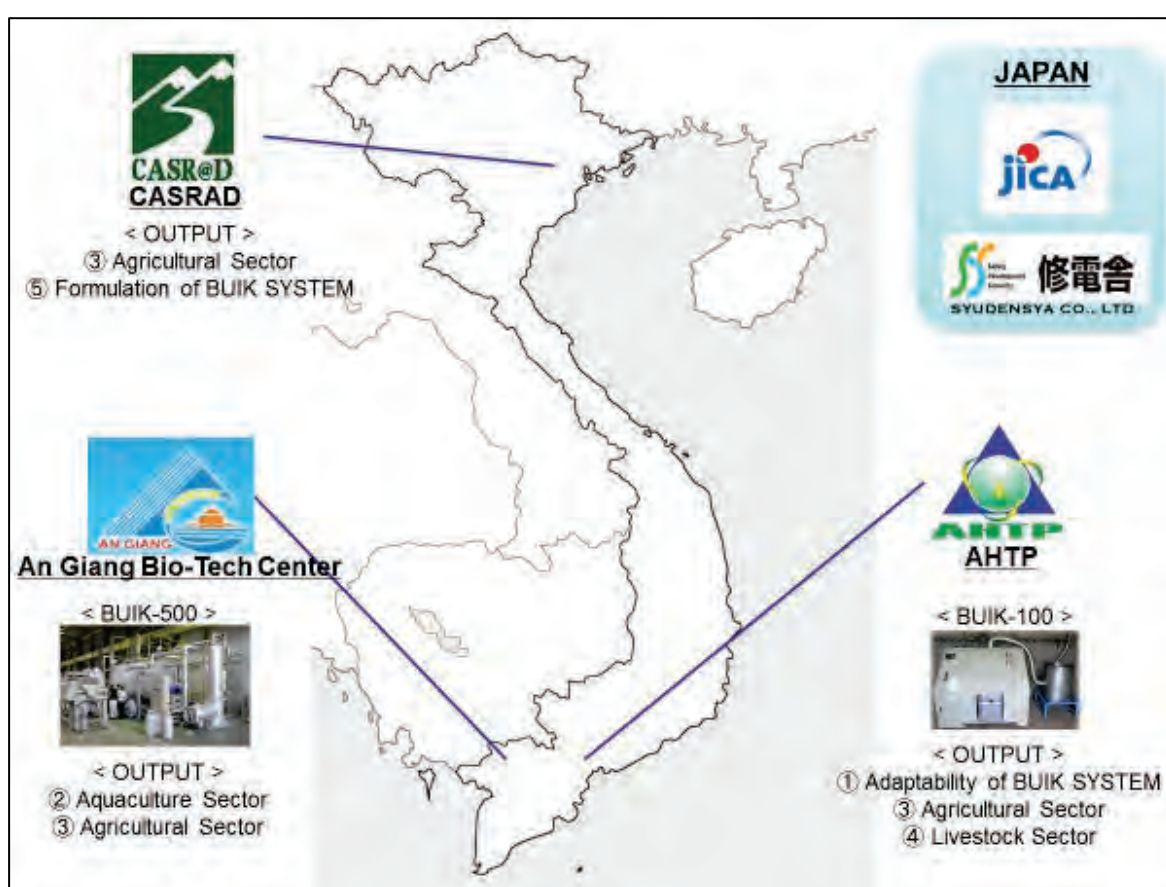 CASR@D
CASRAD
< OUTPUT >
③ Agricultural Sector
⑤ Formulation of BUIK SYSTEM
JAPAN
jICA
修電舎
SYUDENSYA CO., LTD
AN GIANG
An Giang Bio-Tech Center
< BUIK-500 >
< OUTPUT >
② Aquaculture Sector
③ Agricultural Sector
AHTP
AHTP
< BUIK-100 >
< OUTPUT >
① Adaptability of BUIK SYSTEM
③ Agricultural Sector
④ Livestock Sector